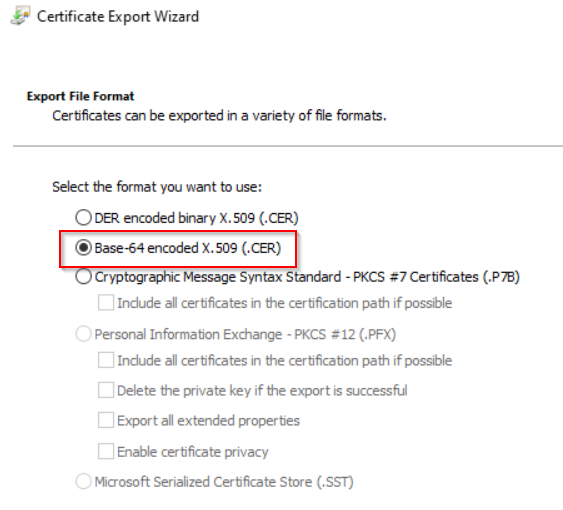 Certificate Export Wizard
Export File Format
Certificates can be exported in a variety of file formats.
Select the format you want to use:
DER encoded binary X.509 (.CER)
Base-64 encoded X.509 (.CER)
Cryptographic Message Syntax Standard - PKCS #7 Certificates (.P7B)
Include all certificates in the certification path if possible
Personal Information Exchange - PKCS #12 (.PFX)
Include all certificates in the certification path if possible
Delete the private key if the export is successful
Export all extended properties
Enable certificate privacy
Microsoft Serialized Certificate Store (.SST)